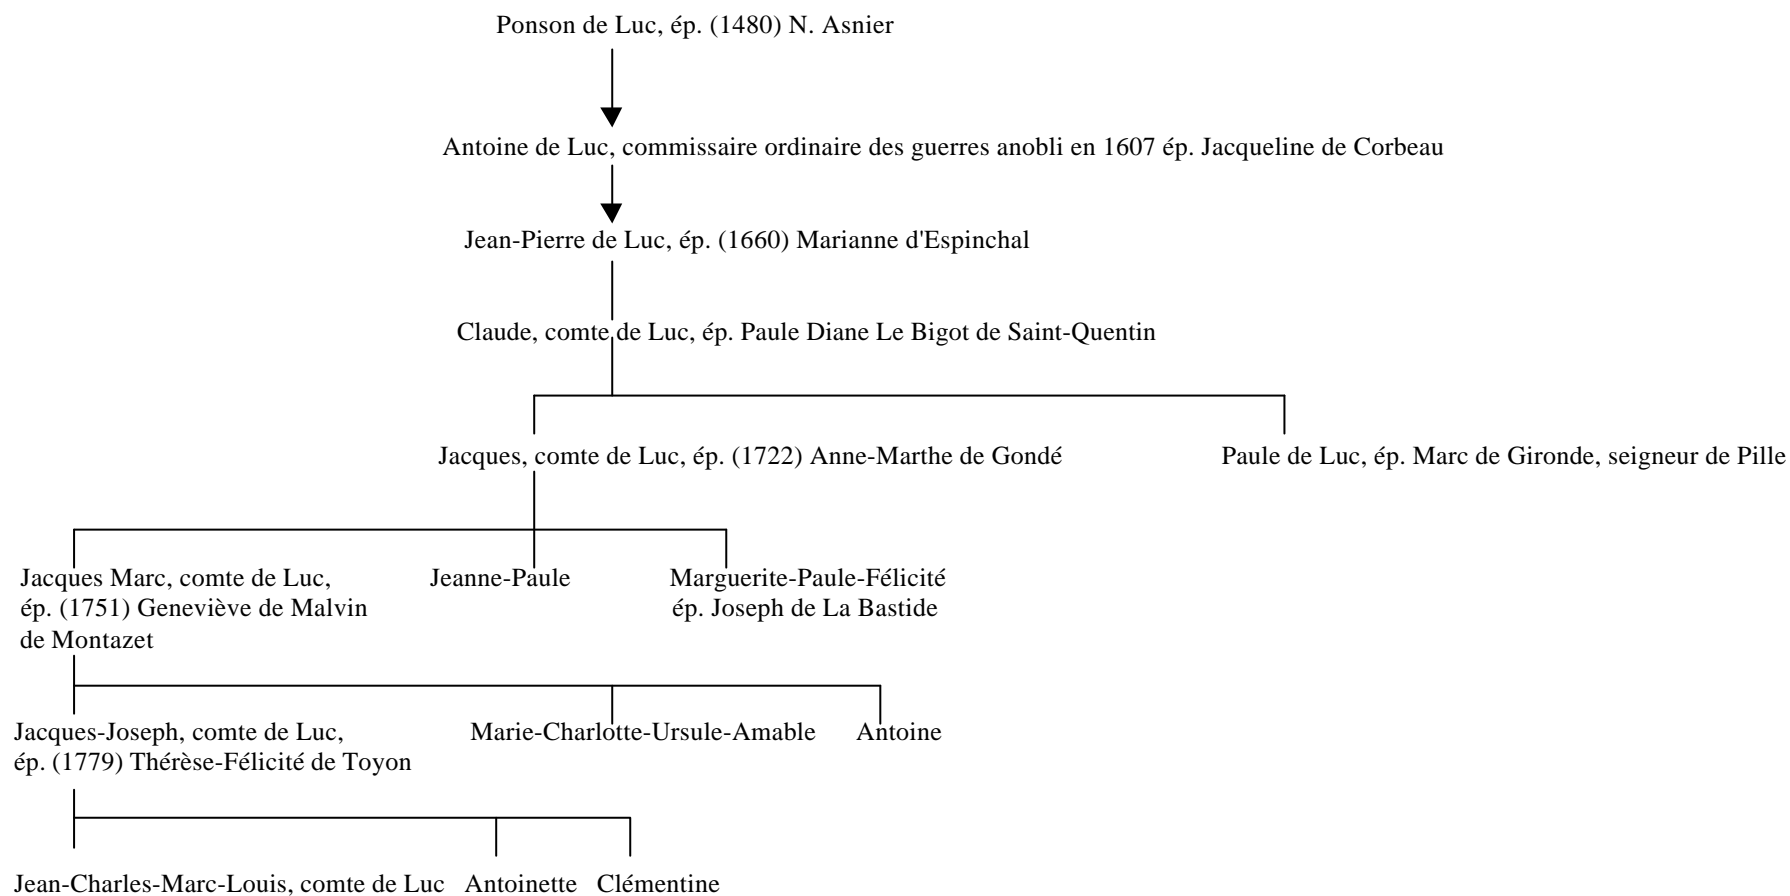 Ponson de Luc, ép. (1480) N. Asnier
Antoine de Luc, commissaire ordinaire des guerres anobli en 1607 ép. Jacqueline de Corbeau
Jean-Pierre de Luc, ép. (1660) Marianne d'Espinchal
Claude, comte de Luc, ép. Paule Diane Le Bigot de Saint-Quentin
Jacques, comte de Luc, ép. (1722) Anne-Marthe de Gondé
Paule de Luc, ép. Marc de Gironde, seigneur de Pille
Jacques Marc, comte de Luc,
ép. (1751) Geneviève de Malvin
de Montazet
Jeanne-Paule
Marguerite-Paule-Félicité
ép. Joseph de La Bastide
Jacques-Joseph, comte de Luc,
ép. (1779) Thérèse-Félicité de Toyon
Marie-Charlotte-Ursule-Amable
Antoine
Jean-Charles-Marc-Louis, comte de Luc
Antoinette
Clémentine